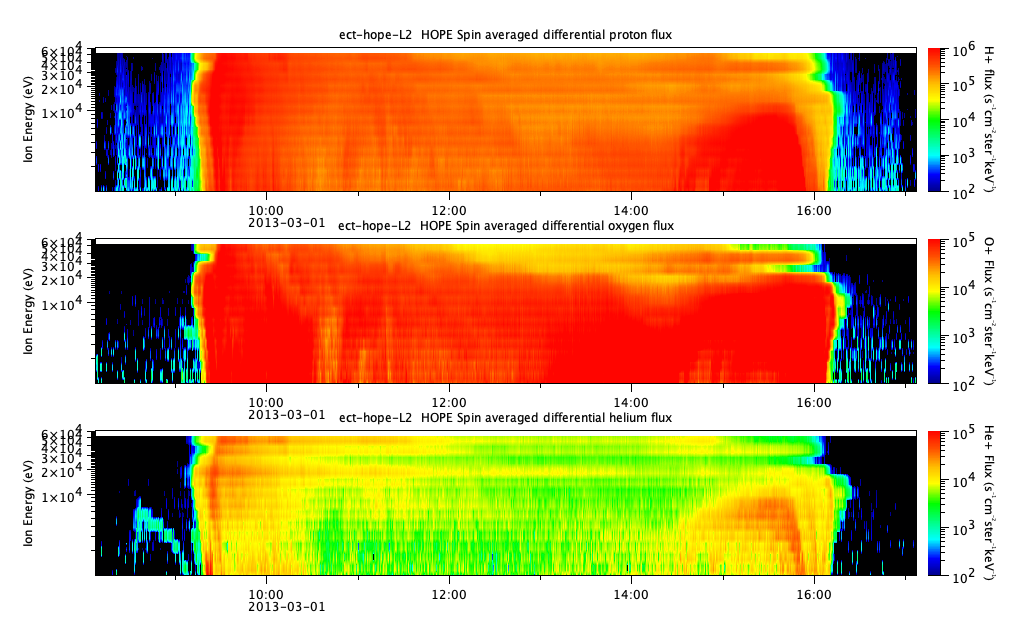 ect-hope-L2  HOPE Spin averaged differential proton flux
6×10⁴
4
3×10⁴
2×10⁴
1×10⁴
Ion Energy (eV)
10⁶
10⁵
10⁴
10³
10²
H+ flux (s⁻¹cm⁻²ster⁻¹keV⁻¹)
10:00 12:00 14:00 16:00
2013-03-01
ect-hope-L2  HOPE Spin averaged differential oxygen flux
6×10⁴
4×10⁴
3×10⁴
2×10⁴
1×10⁴
Ion Energy (eV)
10⁵
10⁴
10³
10²
O+ Flux (s⁻¹cm⁻²ster⁻¹keV⁻¹)
10:00 12:00 14:00 16:00
2013-03-01
ect-hope-L2  HOPE Spin averaged differential helium flux
6×10⁴
4×10⁴
2×10⁴
1×10⁴
Ion Energy (eV)
10⁵
10⁴
10³
10²
He+ Flux (s⁻¹cm⁻²ster⁻¹keV⁻¹)
10:00 12:00 14:00 16:00
2013-03-01